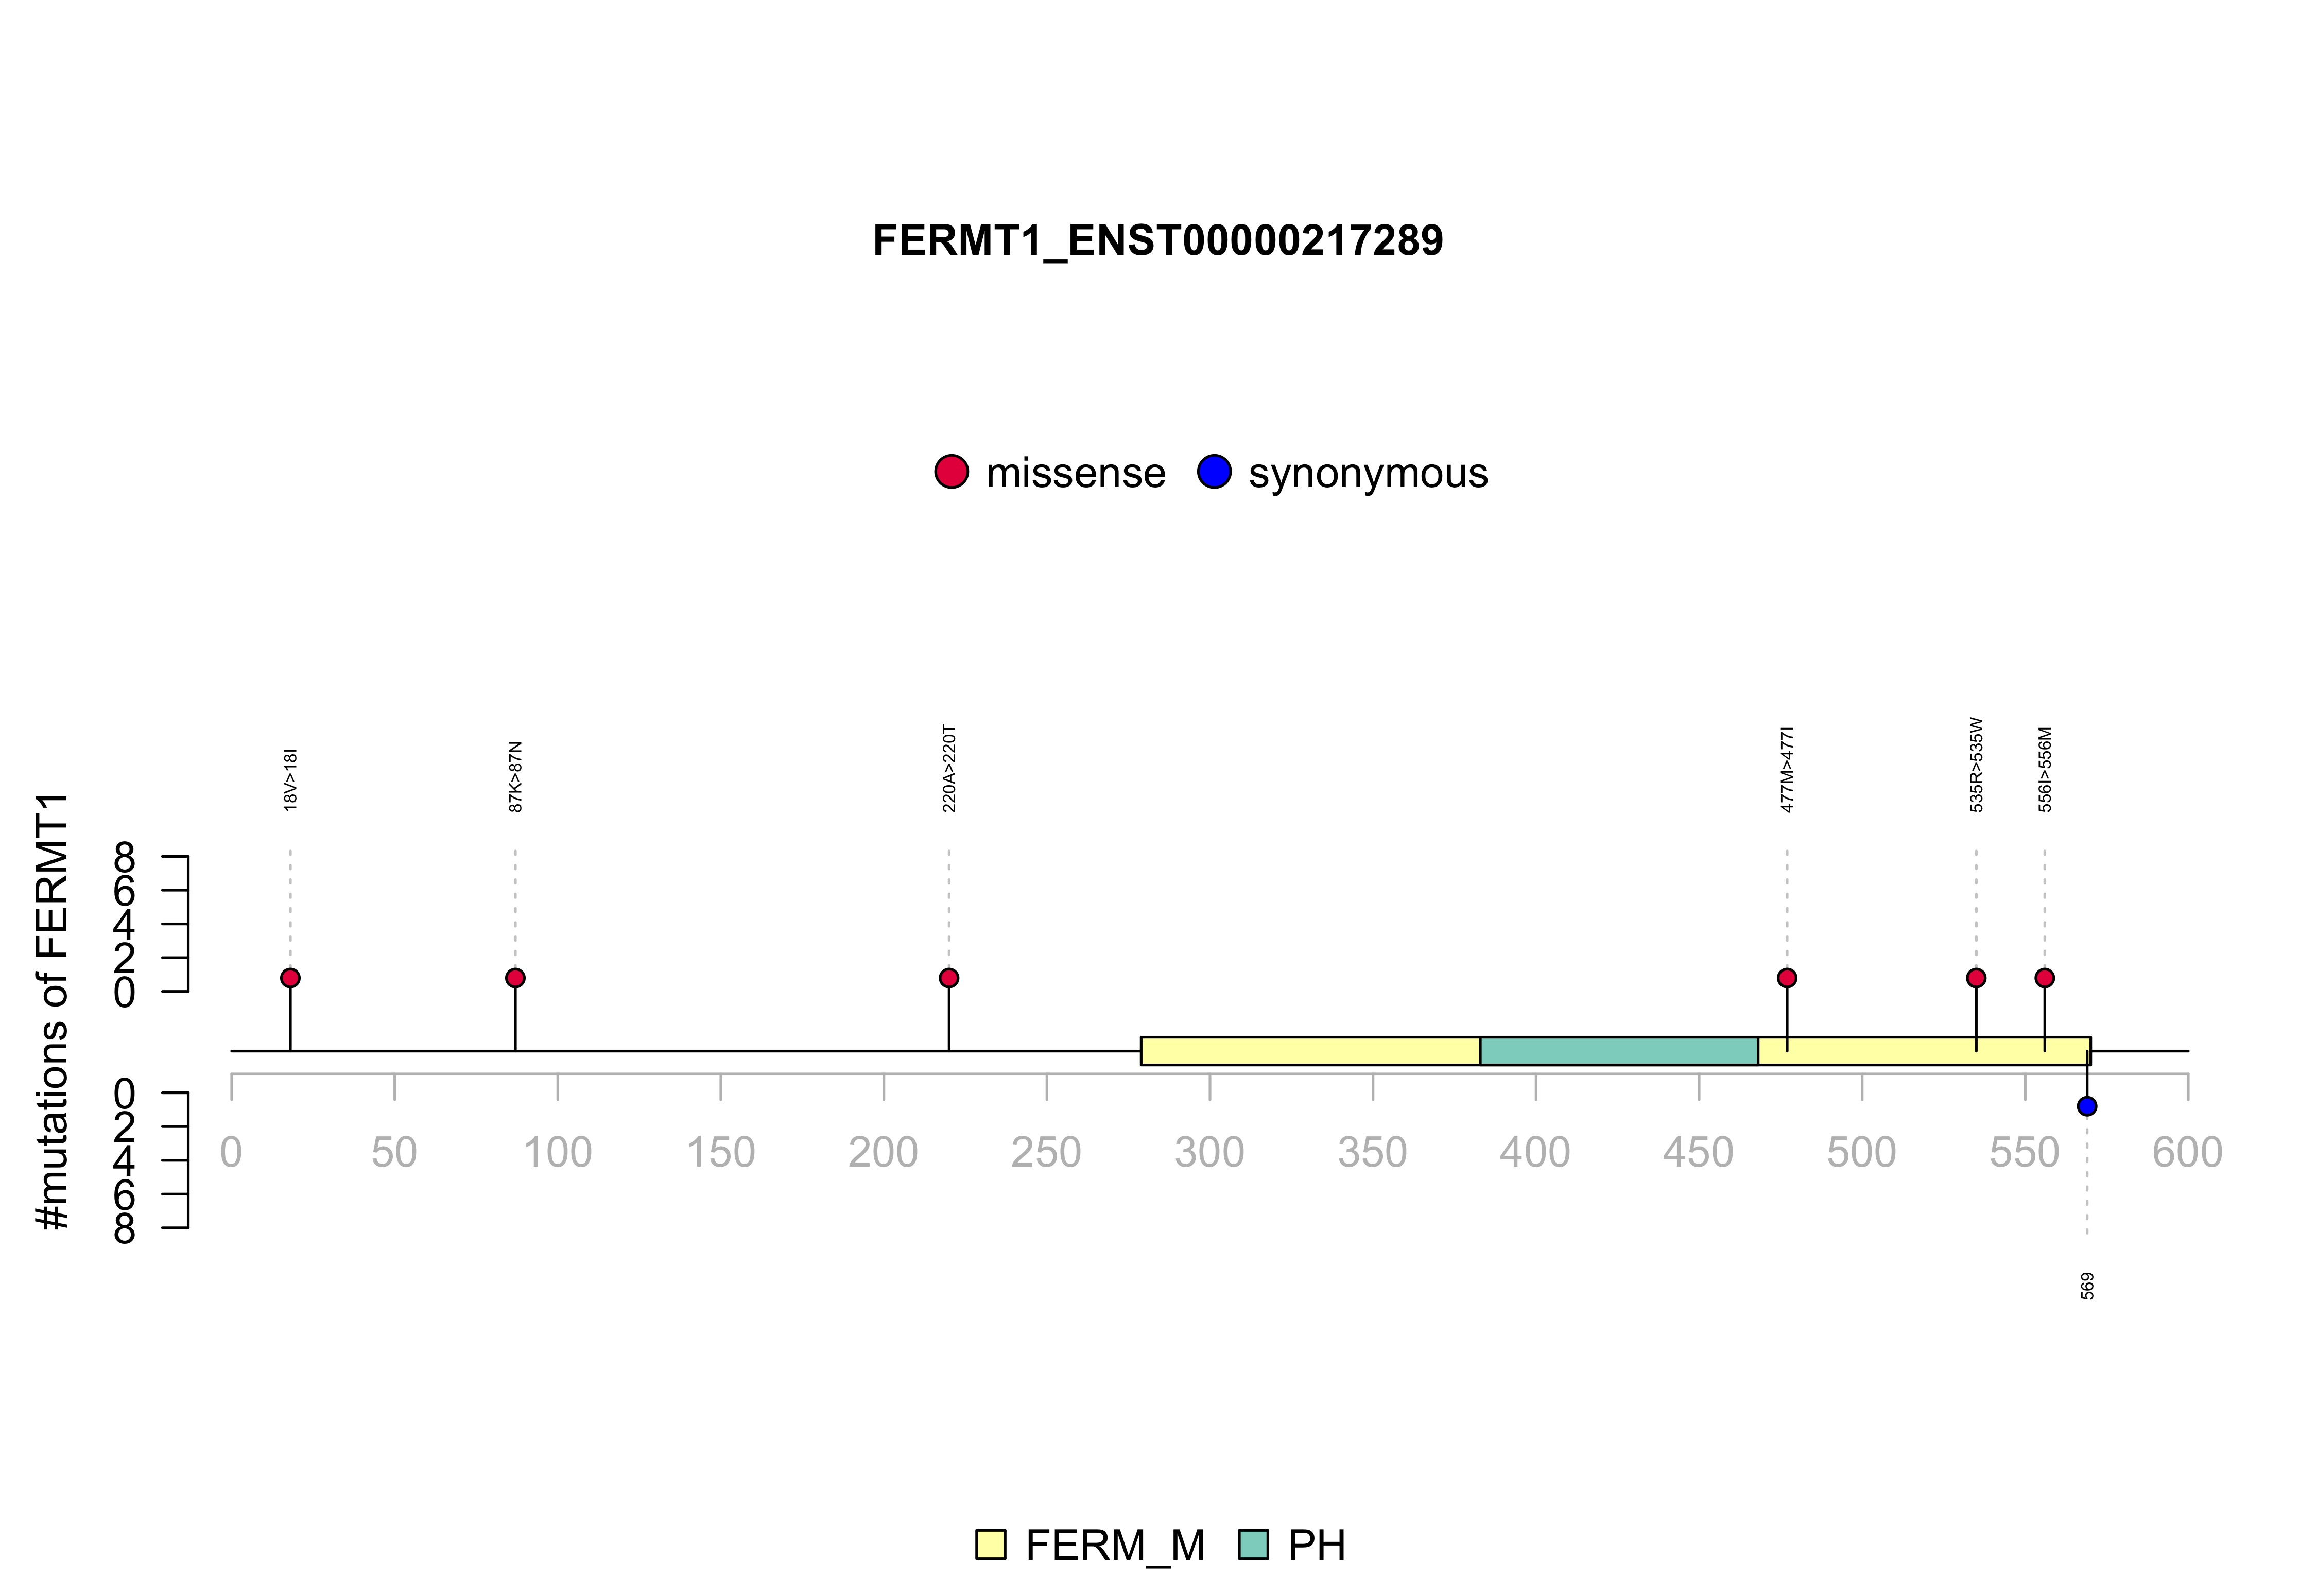 FERMT1_ENST00000217289
missense synonymous
18V>18I
87K>87N
220A>220T
477M>477I
535R>535W
556I>556M
#mutations of FERMT1
8
6
4
2
0
0
2
4
6
8
0 50 100 150 200 250 300 350 400 450 500 550 600
569
FERM_M PH